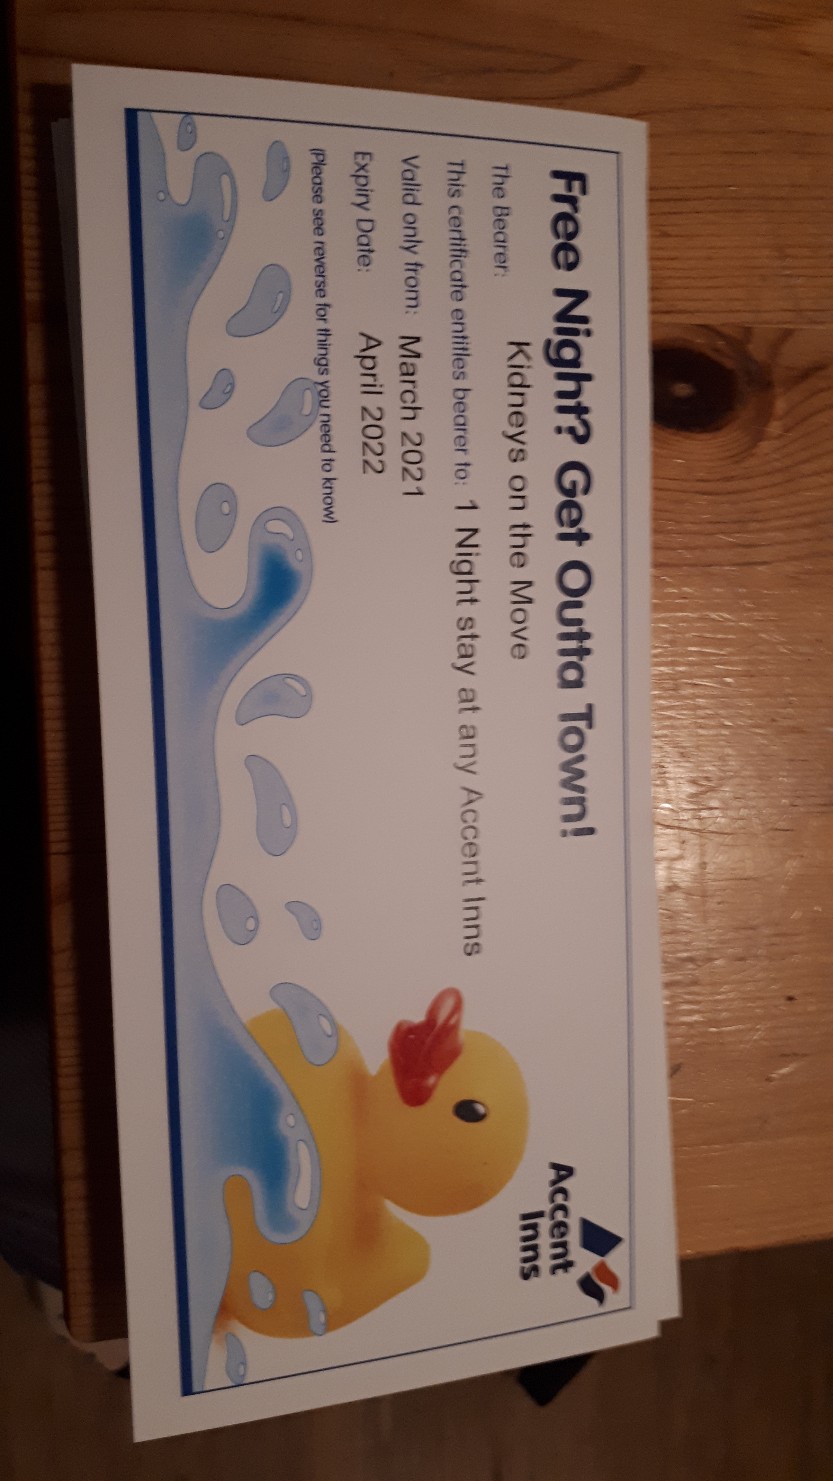 Free Night? Get Outta Town!
Accent
Inns
The Bearer: Kidneys on the Move
This certificate entitles bearer to: 1 Night stay at any Accent Inns
Valid only from: March 2021
Expiry Date: April 2022
(Please see reverse for things you need to know)